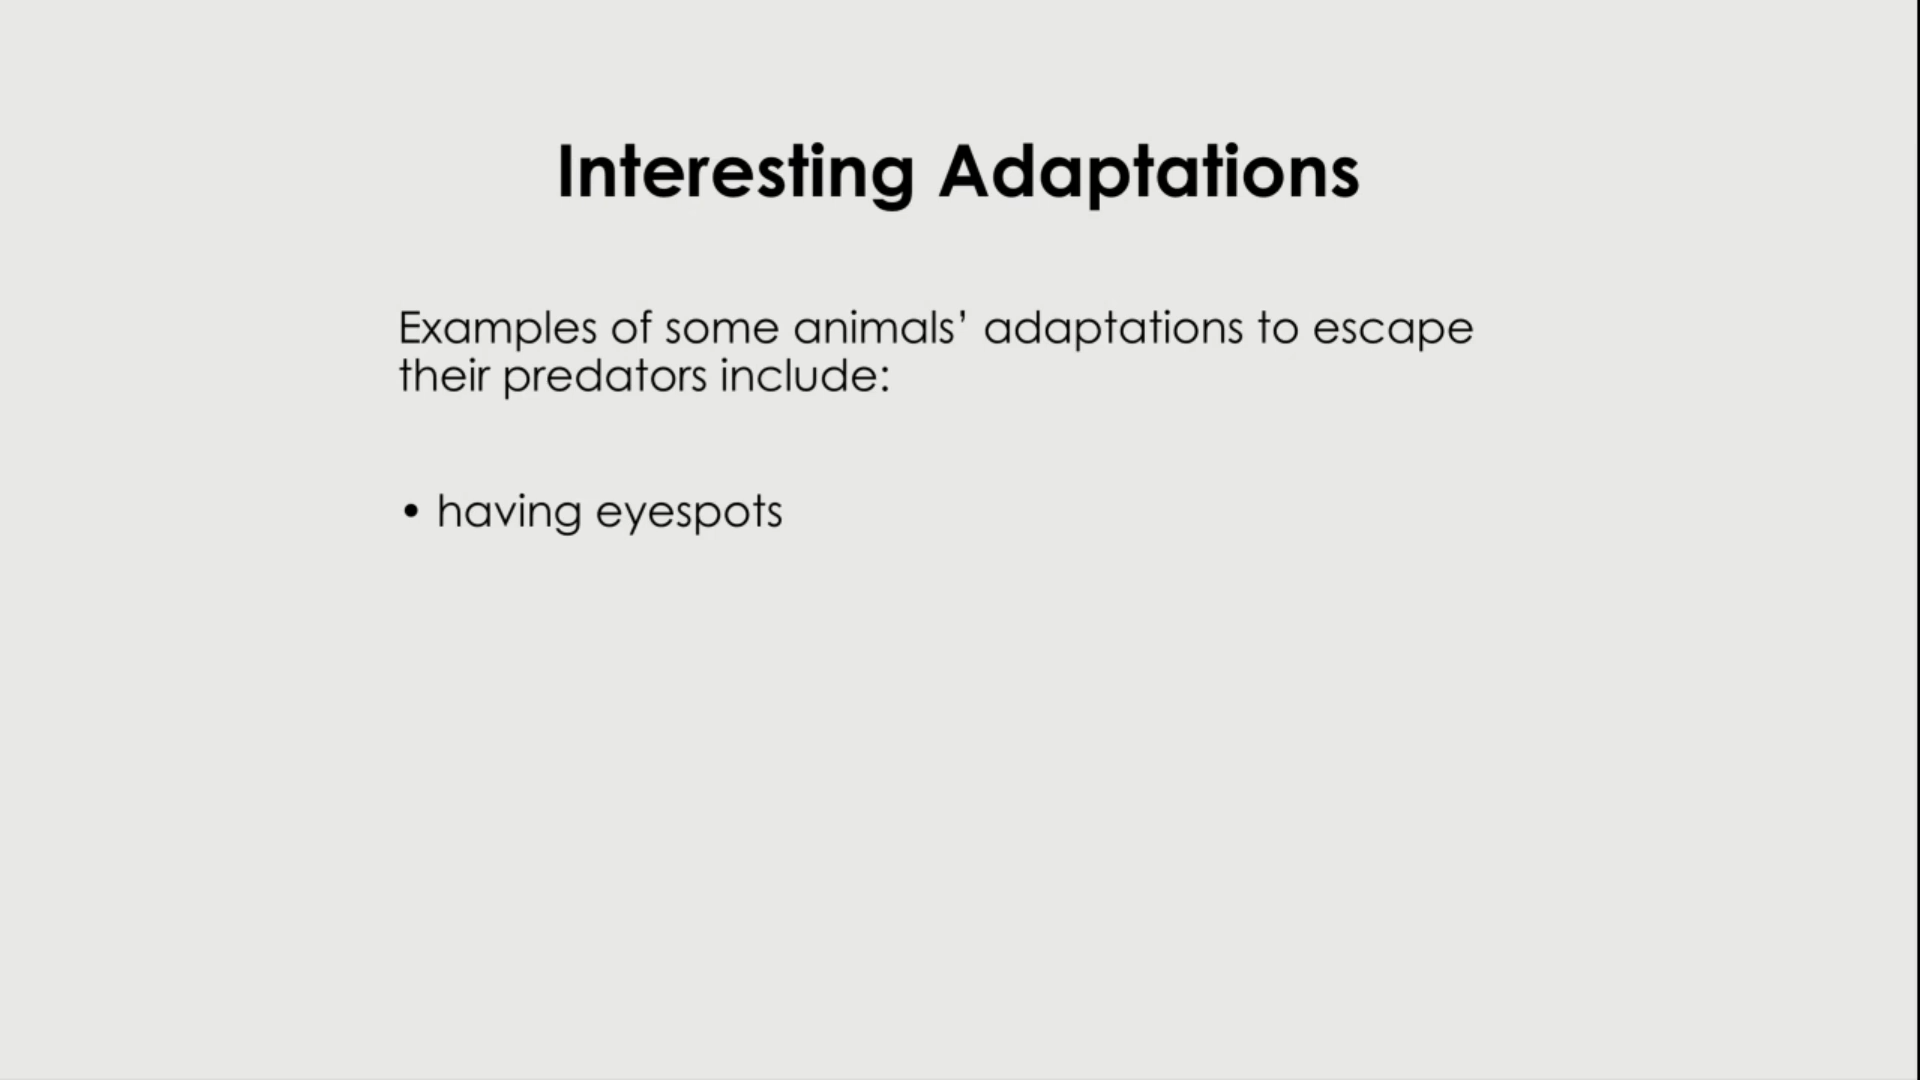 Interesting Adaptations
Examples of some animals’ adaptations to escape
their predators include:
• having eyespots